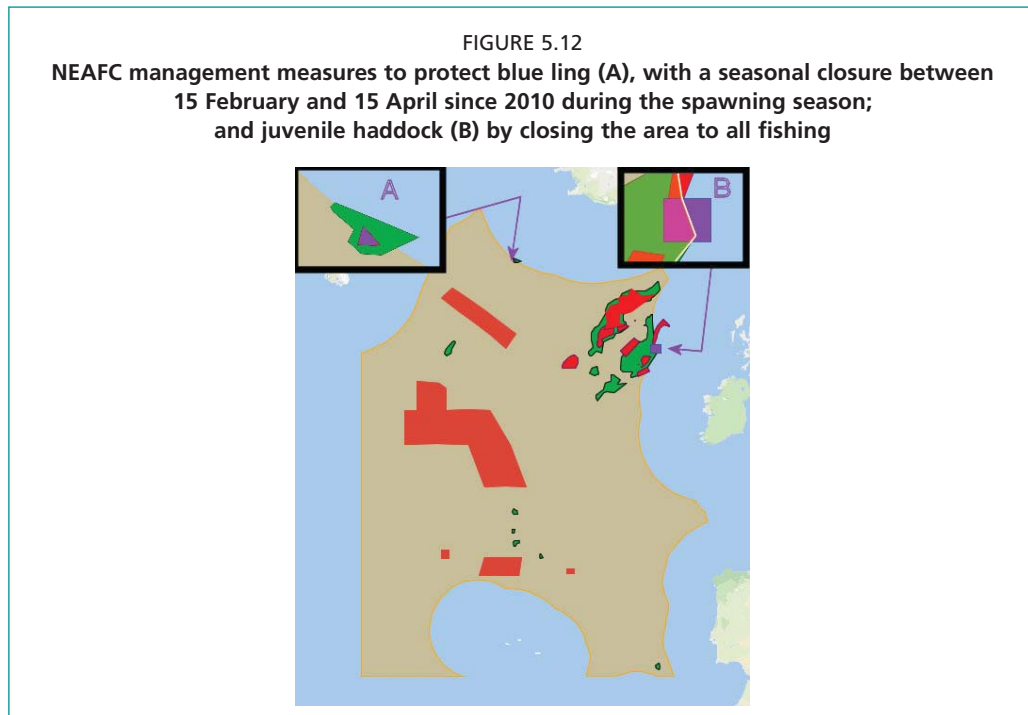 FIGURE 5.12
NEAFC management measures to protect blue ling (A), with a seasonal closure between
15 February and 15 April since 2010 during the spawning season;
and juvenile haddock (B) by closing the area to all fishing
A
B